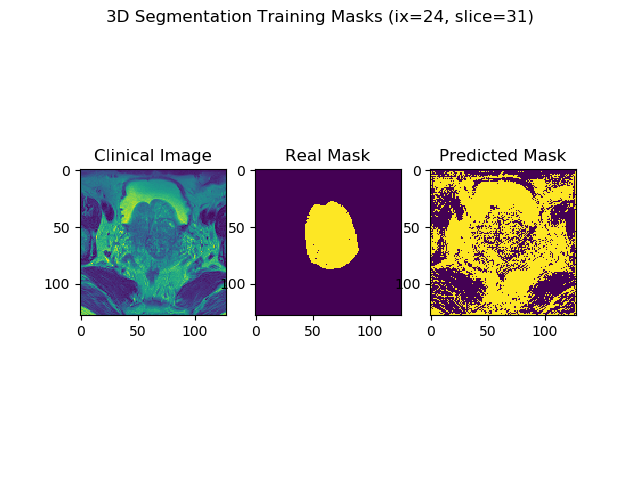 3D Segmentation Training Masks (ix=24, slice=31)
Clinical Image Real Mask Predicted Mask
0 0 0
50 50 50
100 100 100
0 50 100 0 50 100 0 50 100